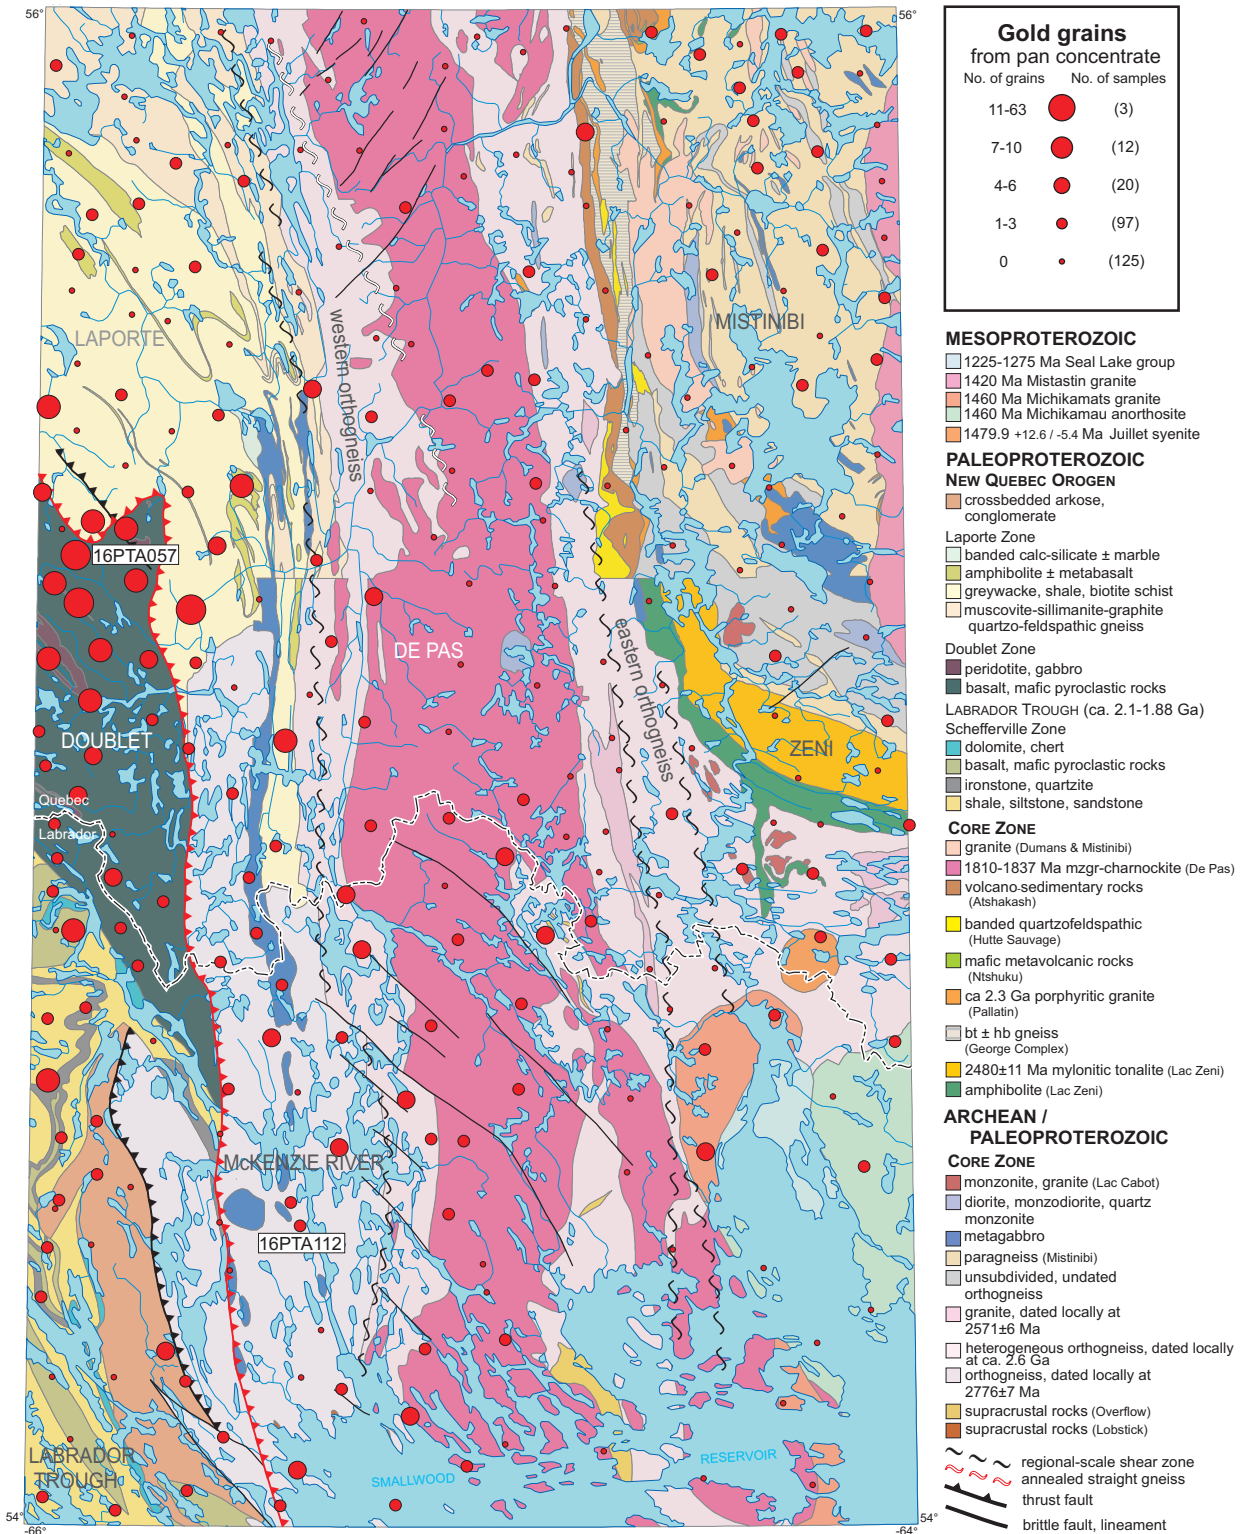 56°
56°
LAPORTE
western orthogneiss
MISTINIBI
16PTA057
DE PAS
eastern orthogneiss
DOUBLET
ZENI
Quebec
Labrador
McKENZIE RIVER
16PTA112
LABRADOR
TROUGH
SMALLWOOD
RESERVOIR
54°
-66°
54°
-64°
Gold grains
from pan concentrate
No. of grains No. of samples
11-63 (3)
7-10 (12)
4-6 (20)
1-3 (97)
0 (125)
MESOPROTEROZOIC
1225-1275 Ma Seal Lake group
1420 Ma Mistastin granite
1460 Ma Michikamats granite
1460 Ma Michikamau anorthosite
1479.9 +12.6 / -5.4 Ma Juillet syenite
PALEOPROTEROZOIC
NEW QUEBEC OROGEN
crossbedded arkose,
conglomerate
Laporte Zone
banded calc-silicate ± marble
amphibolite ± metabasalt
greywacke, shale, biotite schist
muscovite-sillimanite-graphite
quartzo-feldspathic gneiss
Doublet Zone
peridotite, gabbro
basalt, mafic pyroclastic rocks
LABRADOR TROUGH (ca. 2.1-1.88 Ga)
Schefferville Zone
dolomite, chert
basalt, mafic pyroclastic rocks
ironstone, quartzite
shale, siltstone, sandstone
CORE ZONE
granite (Dumans & Mistinibi)
1810-1837 Ma mzgr-charnockite (De Pas)
volcano-sedimentary rocks
(Atshakash)
banded quartzofeldspathic
(Hutte Sauvage)
mafic metavolcanic rocks
(Ntshuku)
ca 2.3 Ga porphyritic granite
(Pallatin)
bt ± hb gneiss
(George Complex)
2480±11 Ma mylonitic tonalite (Lac Zeni)
amphibolite (Lac Zeni)
ARCHEAN /
PALEOPROTEROZOIC
CORE ZONE
monzonite, granite (Lac Cabot)
diorite, monzodiorite, quartz
monzonite
metagabbro
paragneiss (Mistinibi)
unsubdivided, undated
orthogneiss
granite, dated locally at
2571±6 Ma
heterogeneous orthogneiss, dated locally
at ca. 2.6 Ga
orthogneiss, dated locally at
2776±7 Ma
supracrustal rocks (Overflow)
supracrustal rocks (Lobstick)
regional-scale shear zone
annealed straight gneiss
thrust fault
brittle fault, lineament